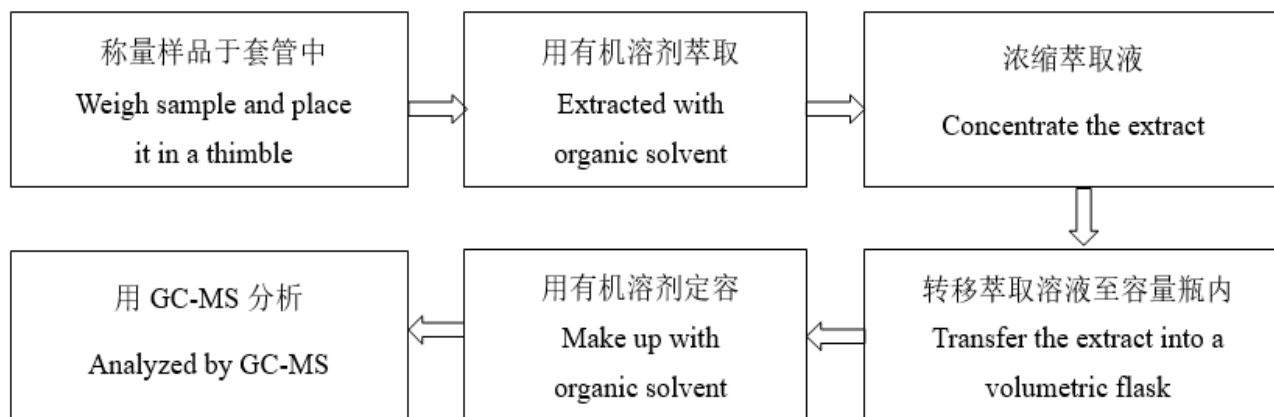 称量样品于套管中
Weigh sample and place
it in a thimble
用有机溶剂萃取
Extracted with
organic solvent
浓缩萃取液
Concentrate the extract
转移萃取溶液至容量瓶内
Transfer the extract into a
volumetric flask
用有机溶剂定容
Make up with
organic solvent
用 GC-MS 分析
Analyzed by GC-MS